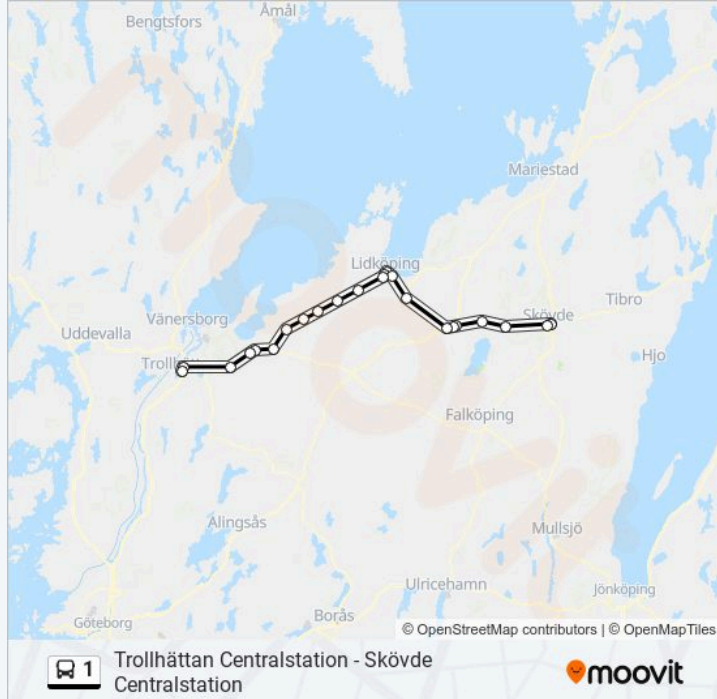 Åmål
Bengtsfors
Mariestad
Lidköping
Tibro
Vänersborg
Skövde
Uddevalla
Hjo
Falköping
Alingsås
Mullsjö
Ulricehamn
Jönköping
Borås
Göteborg
© OpenStreetMap contributors | © OpenMapTiles
1
Trollhättan Centralstation - Skövde
Centralstation
moovit